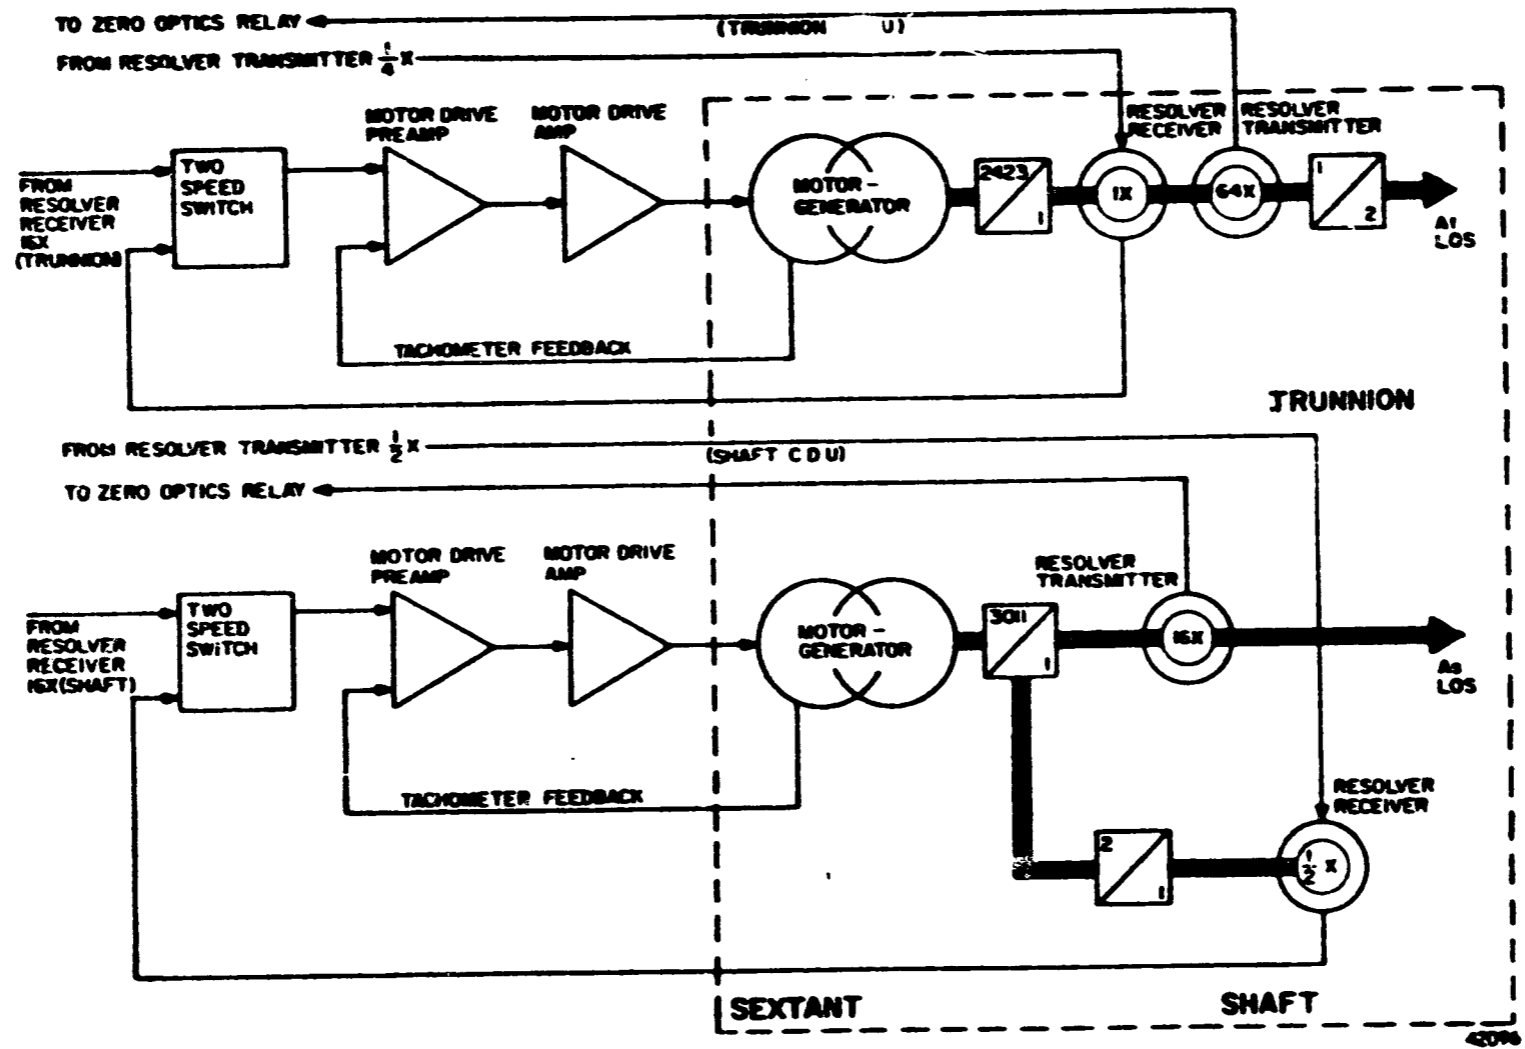 TO ZERO OPTICS RELAY
(TRUNNION U)
FROM RESOLVER TRANSMITTER 1/4 X
MOTOR DRIVE
PREAMP
MOTOR DRIVE
AMP
RESOLVER
RECEIVER
RESOLVER
TRANSMITTER
TWO
SPEED
SWITCH
FROM
RESOLVER
RECEIVER
16X
(TRUNNION)
MOTOR -
GENERATOR
2423
1
1X
64X
1
2
LOS
TACHOMETER FEEDBACK
TRUNNION
FROM RESOLVER TRANSMITTER 1/2 X
(SHAFT C D U)
TO ZERO OPTICS RELAY
MOTOR DRIVE
PREAMP
MOTOR DRIVE
AMP
RESOLVER
TRANSMITTER
TWO
SPEED
SWITCH
FROM
RESOLVER
RECEIVER
16X (SHAFT)
MOTOR -
GENERATOR
3011
1
16X
As
LOS
TACHOMETER FEEDBACK
RESOLVER
RECEIVER
2
1
1/2 X
SEXTANT
SHAFT